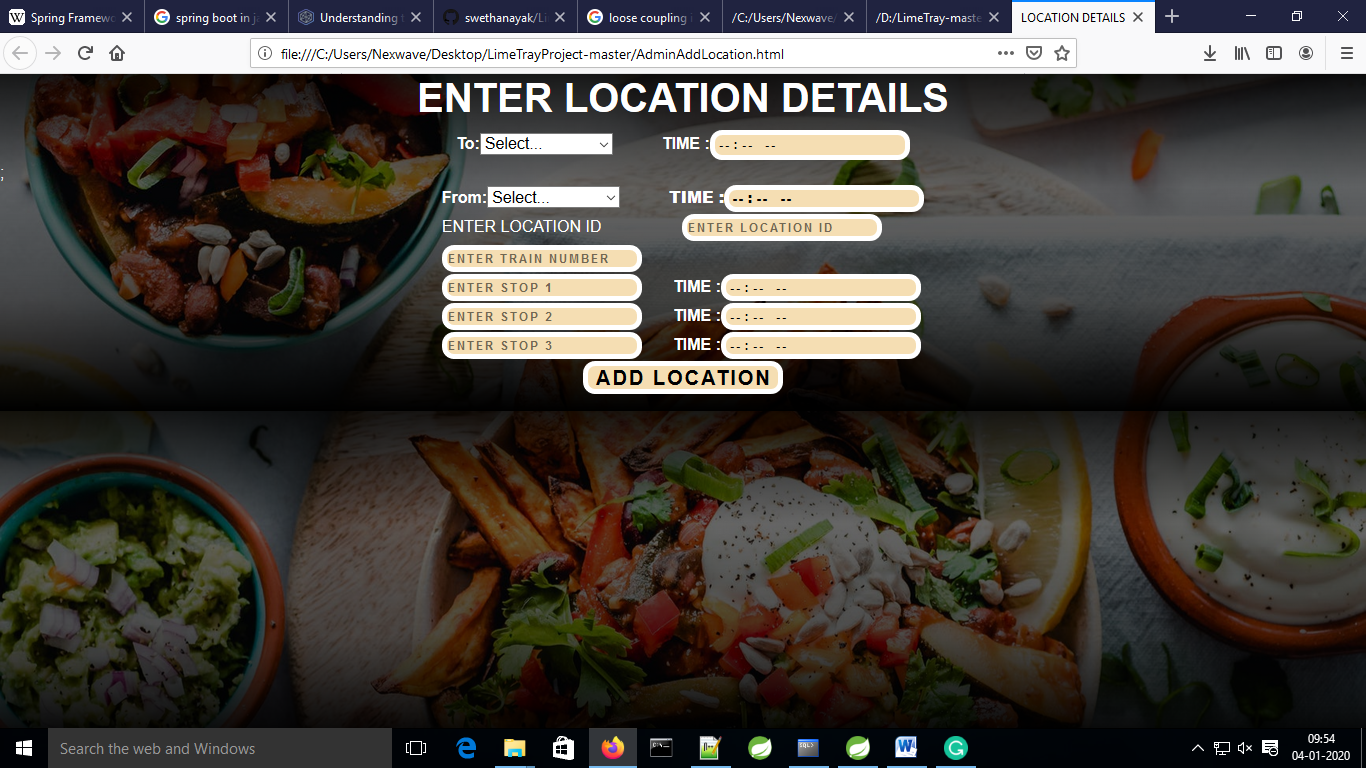 W Spring Framewo
spring boot in ja
Understanding t
swethanayak/Li
loose coupling i
/C:/Users/Nexwave/
/D:/LimeTray-maste
LOCATION DETAILS
file:///C:/Users/Nexwave/Desktop/LimeTrayProject-master/AdminAddLocation.html
ENTER LOCATION DETAILS
To: Select... TIME : --:-- --
;
From: Select... TIME : --:-- --
ENTER LOCATION ID ENTER LOCATION ID
ENTER TRAIN NUMBER
ENTER STOP 1 TIME : --:-- --
ENTER STOP 2 TIME : --:-- --
ENTER STOP 3 TIME : --:-- --
ADD LOCATION
Search the web and Windows
09:54
04-01-2020